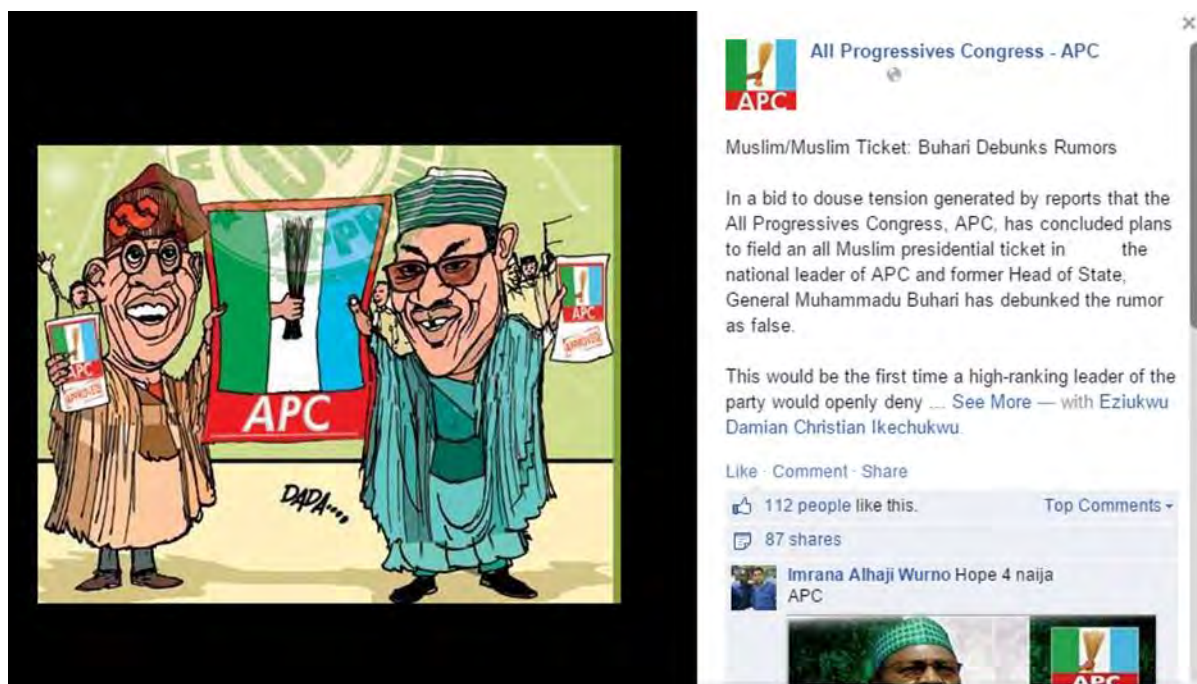 All Progressives Congress - APC
APC
Muslim/Muslim Ticket: Buhari Debunks Rumors
In a bid to douse tension generated by reports that the
All Progressives Congress, APC, has concluded plans
to field an all Muslim presidential ticket in the
national leader of APC and former Head of State,
General Muhammadu Buhari has debunked the rumor
as false.
This would be the first time a high-ranking leader of the
party would openly deny ... See More — with Eziukwu
Damian Christian Ikechukwu.
Like · Comment · Share
112 people like this.
Top Comments
87 shares
Imrana Alhaji Wurno Hope 4 naija
APC
APC
APC
APPROVED
APC
APC
APPROVED
DADA....